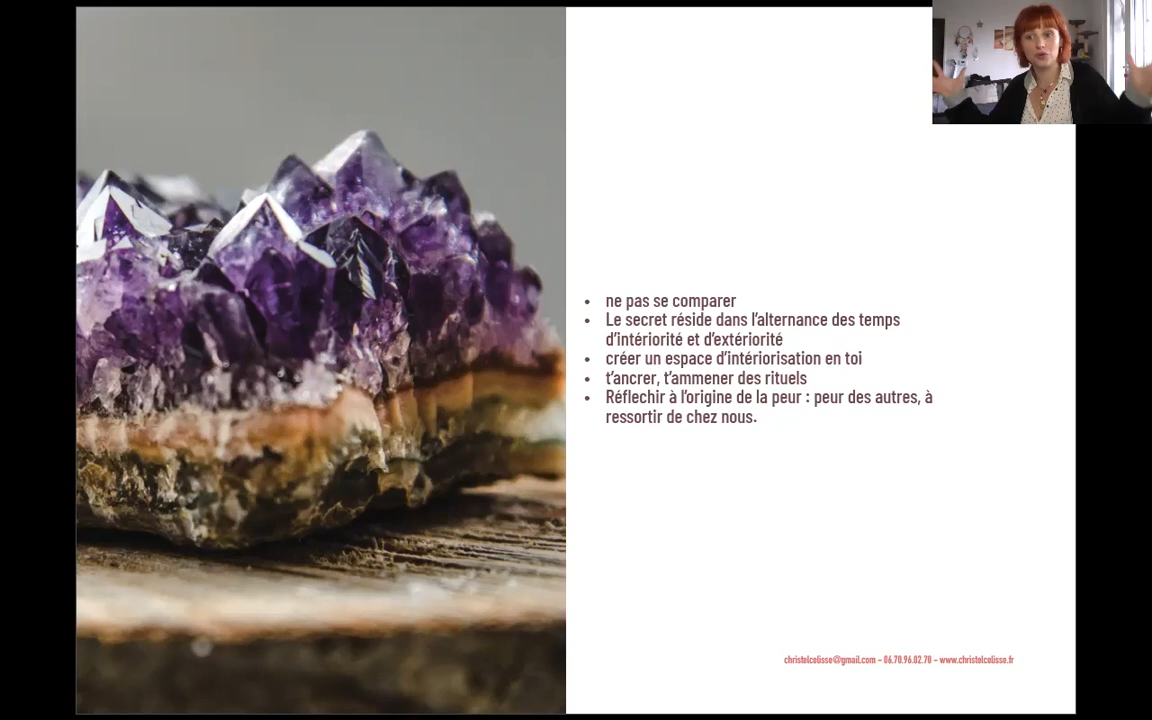 • ne pas se comparer
• Le secret réside dans l'alternance des temps
d'intériorité et d'extériorité
• créer un espace d'intériorisation en toi
• t'ancrer, t'ammener des rituels
• Réflechir à l'origine de la peur : peur des autres, à
ressortir de chez nous.
christelcelisse@gmail.com - 06.70.96.02.70 - www.christelcelisse.fr